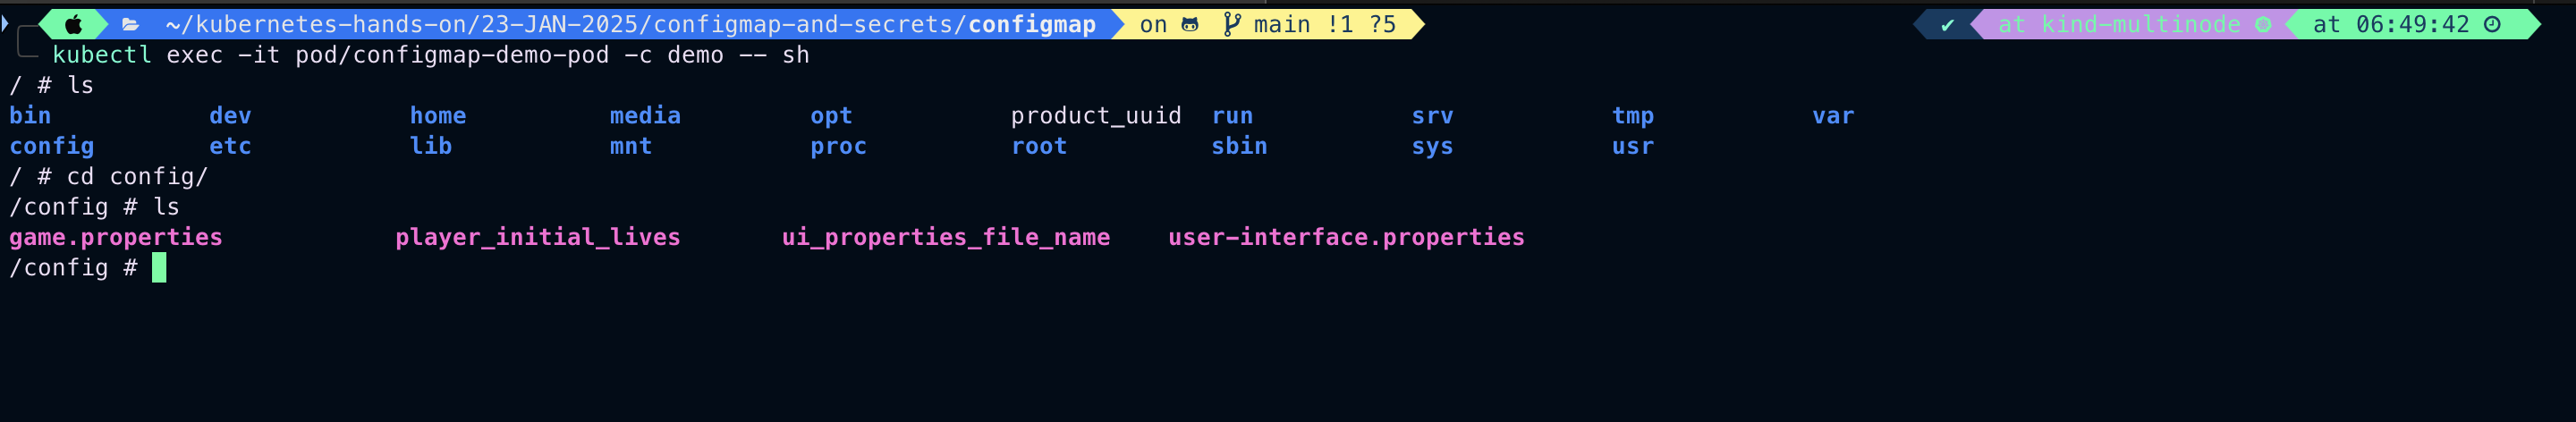 ~/kubernetes-hands-on/23-JAN-2025/configmap-and-secrets/configmap on main !1 ?5 ✔ at kind-multinode at 06:49:42
kubectl exec -it pod/configmap-demo-pod -c demo -- sh
/ # ls
bin dev home media opt product_uuid run srv tmp var
config etc lib mnt proc root sbin sys usr
/ # cd config/
/config # ls
game.properties player_initial_lives ui_properties_file_name user-interface.properties
/config #